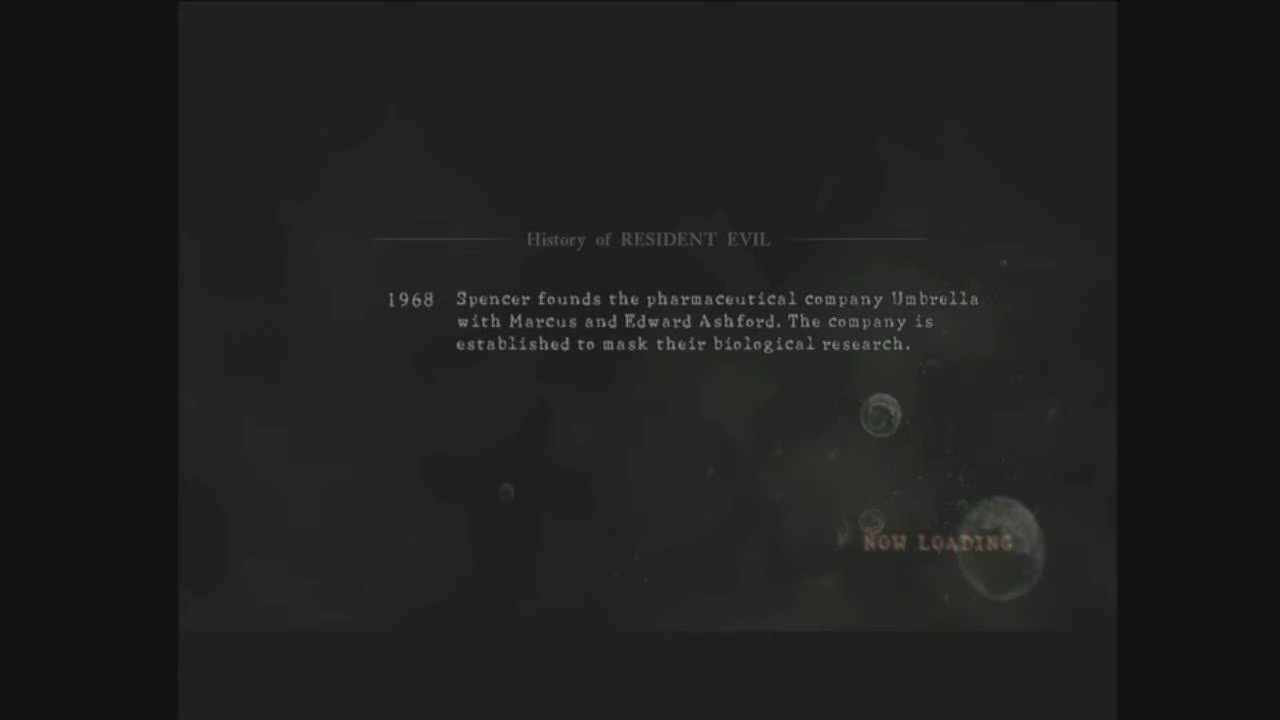 History of RESIDENT EVIL
1968 Spencer founds the pharmaceutical company Umbrella
with Marcus and Edward Ashford. The company is
established to mask their biological research.
NOW LOADING